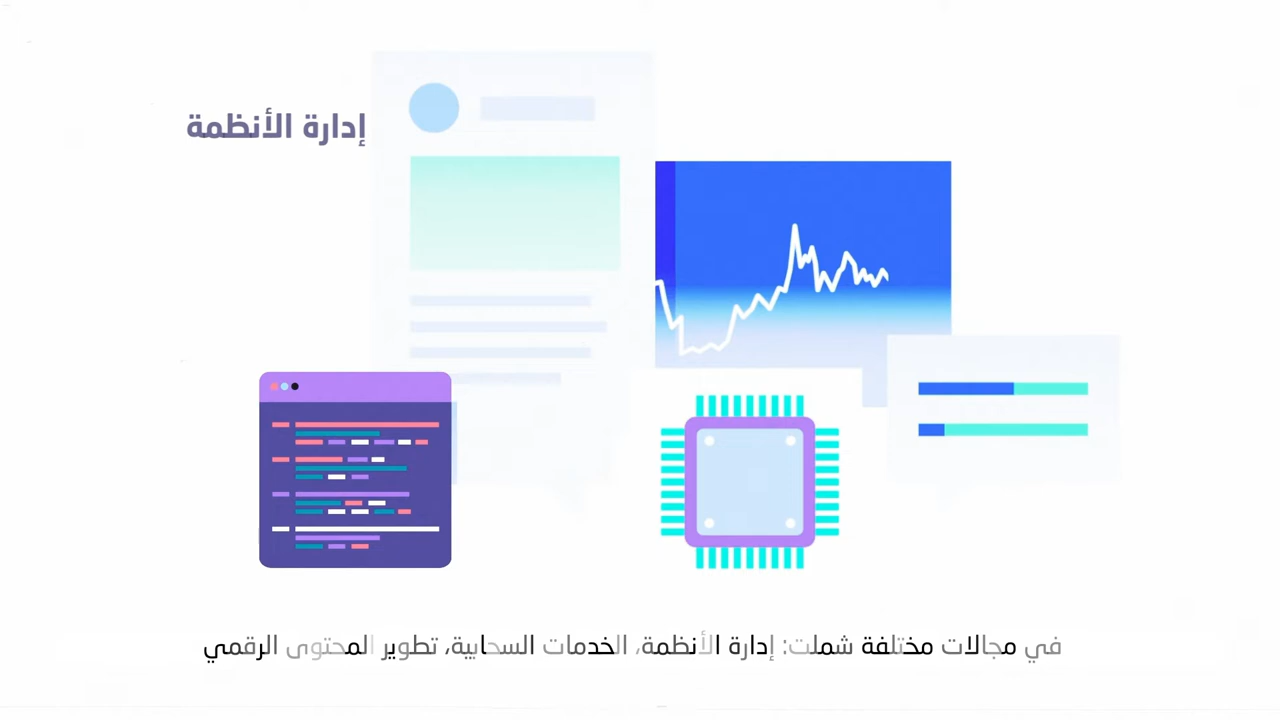 إدارة الأنظمة
في مجالات مختلفة شملت: إدارة الأنظمة، الخدمات السحابية، تطوير المحتوى الرقمي